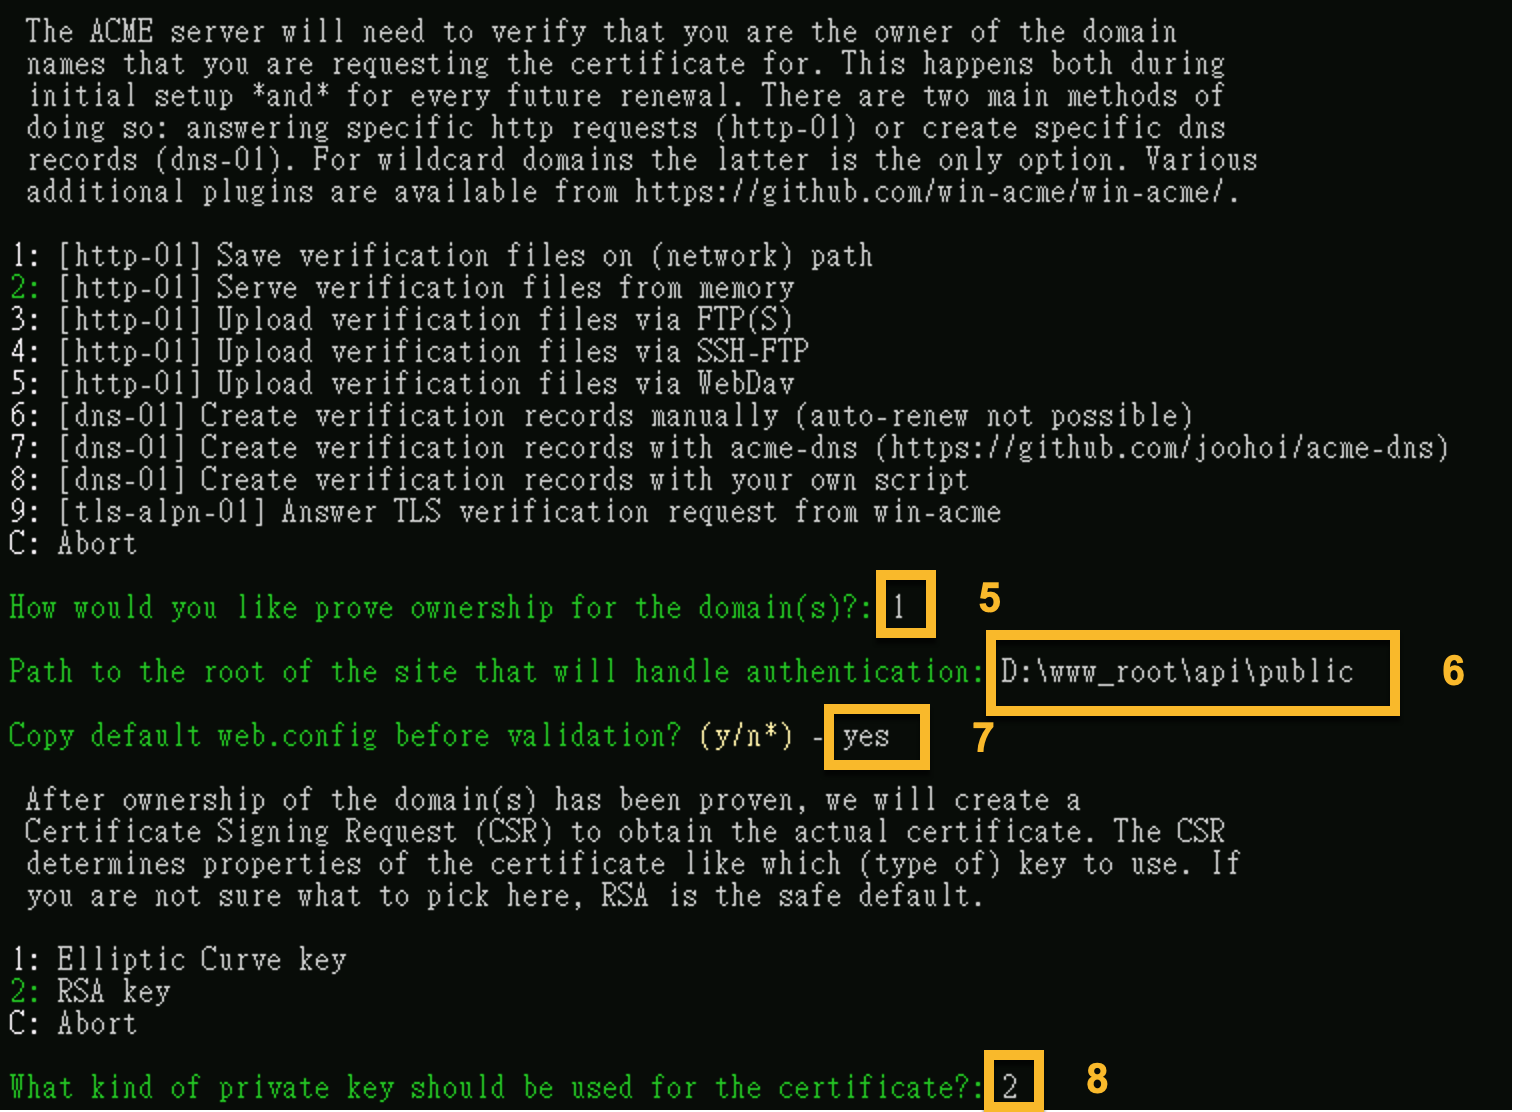 The ACME server will need to verify that you are the owner of the domain
names that you are requesting the certificate for. This happens both during
initial setup *and* for every future renewal. There are two main methods of
doing so: answering specific http requests (http-01) or create specific dns
records (dns-01). For wildcard domains the latter is the only option. Various
additional plugins are available from https://github.com/win-acme/win-acme/.
1: [http-01] Save verification files on (network) path
2: [http-01] Serve verification files from memory
3: [http-01] Upload verification files via FTP(S)
4: [http-01] Upload verification files via SSH-FTP
5: [http-01] Upload verification files via WebDav
6: [dns-01] Create verification records manually (auto-renew not possible)
7: [dns-01] Create verification records with acme-dns (https://github.com/joohoi/acme-dns)
8: [dns-01] Create verification records with your own script
9: [tls-alpn-01] Answer TLS verification request from win-acme
C: Abort
How would you like prove ownership for the domain(s)?: 1 5
Path to the root of the site that will handle authentication: D:\www_root\api\public 6
Copy default web.config before validation? (y/n*) - yes 7
After ownership of the domain(s) has been proven, we will create a
Certificate Signing Request (CSR) to obtain the actual certificate. The CSR
determines properties of the certificate like which (type of) key to use. If
you are not sure what to pick here, RSA is the safe default.
1: Elliptic Curve key
2: RSA key
C: Abort
What kind of private key should be used for the certificate?: 2 8